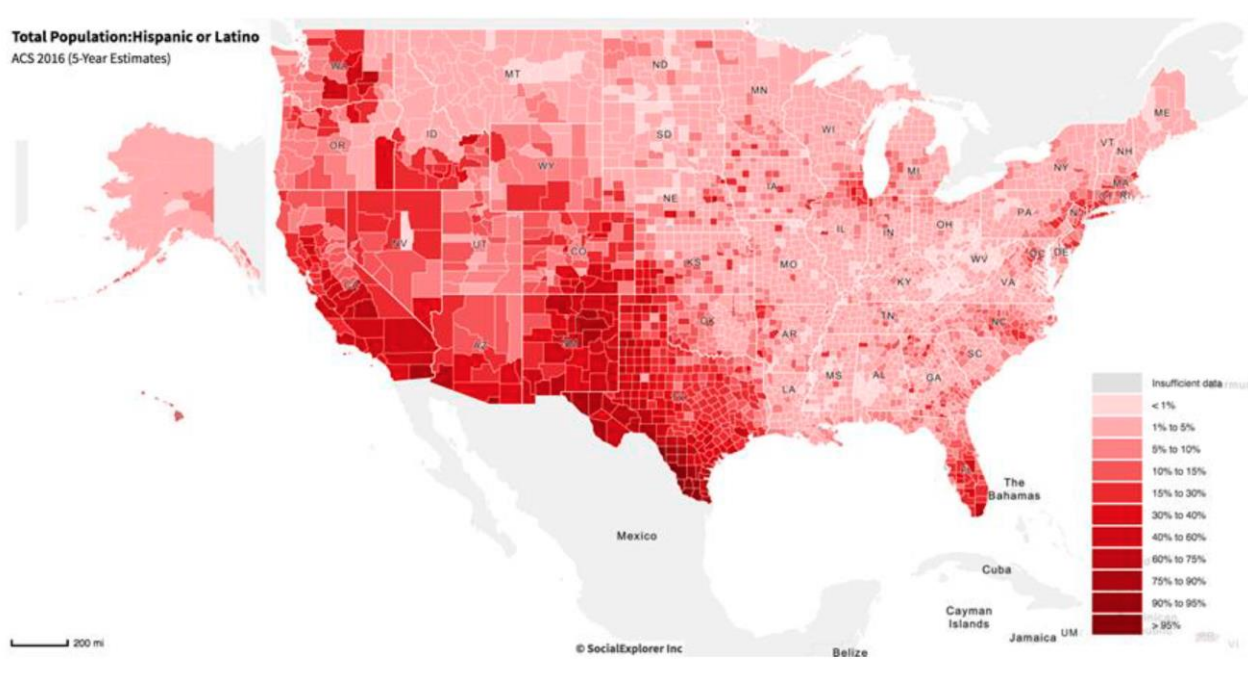 Total Population:Hispanic or Latino
ACS 2016 (5-Year Estimates)
WA
MT
ND
MN
ME
OR
ID
SD
WI
VT
NH
WY
MI
NY
MA
RI
IA
NE
PA
NV
UT
CO
IL
IN
OH
DE
KS
MO
WV
KY
VA
OK
TN
NC
AZ
AR
SC
MS
AL
GA
LA
Insufficient data
< 1%
1% to 5%
5% to 10%
10% to 15%
15% to 30%
30% to 40%
40% to 60%
60% to 75%
75% to 90%
90% to 95%
> 95%
The
Bahamas
Mexico
Cuba
Cayman
Islands
Jamaica
UM
VI
200 mi
© SocialExplorer Inc
Belize